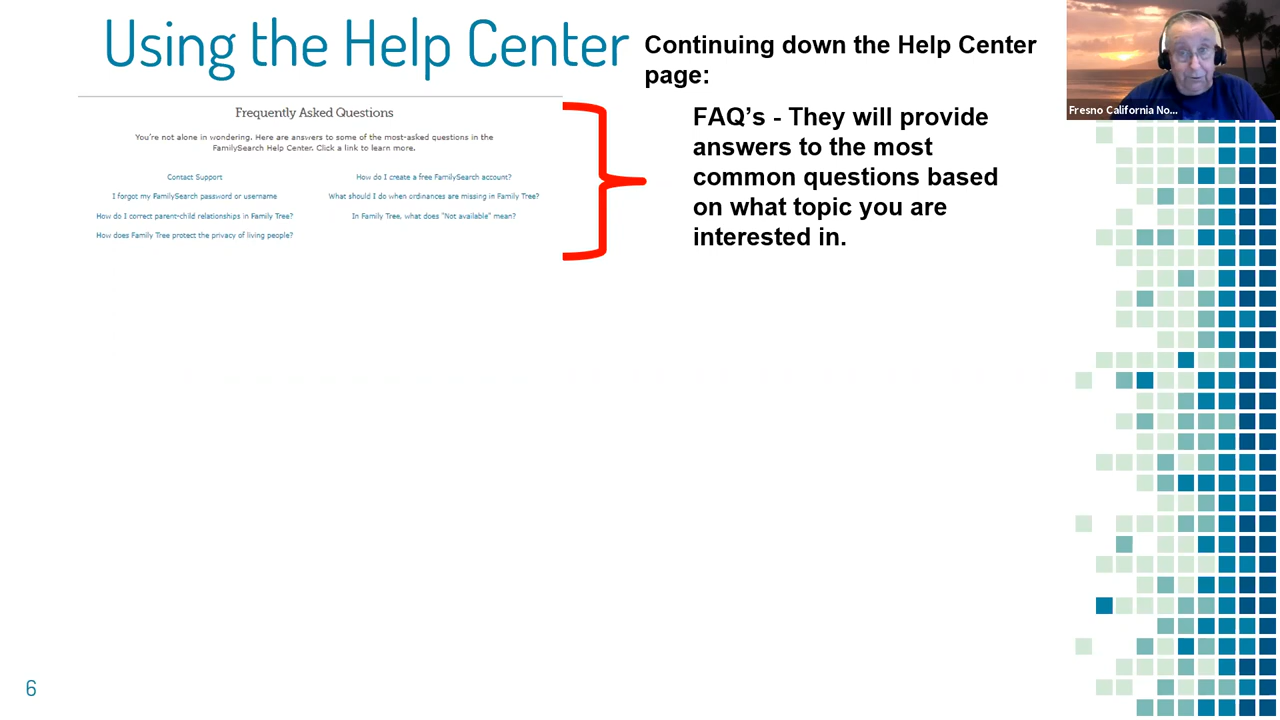 Using the Help Center
Continuing down the Help Center
page:
Fresno California No...
Frequently Asked Questions
You're not alone in wondering. Here are answers to some of the most-asked questions in the
FamilySearch Help Center. Click a link to learn more.
Contact Support
How do I create a free FamilySearch account?
I forgot my FamilySearch password or username
What should I do when ordinances are missing in Family Tree?
How do I correct parent-child relationships in Family Tree?
In Family Tree, what does "Not available" mean?
How does Family Tree protect the privacy of living people?
FAQ's - They will provide
answers to the most
common questions based
on what topic you are
interested in.
6